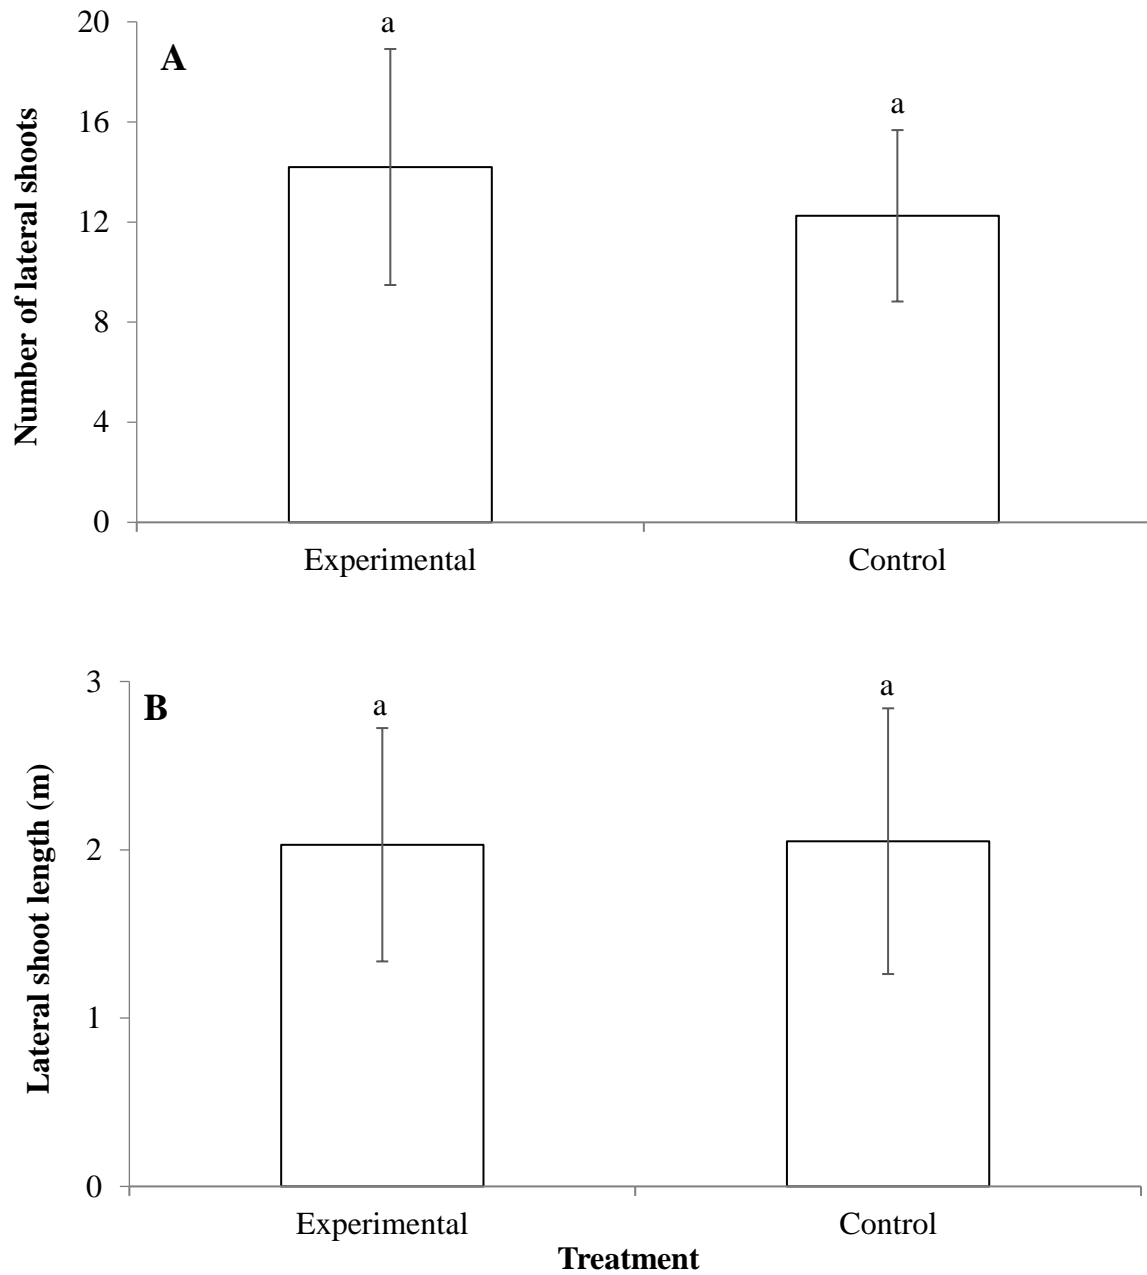 A
a
a
20
16
12
8
4
0
Number of lateral shoots
Experimental
Control
B
a
a
3
2
1
0
Lateral shoot length (m)
Experimental
Control
Treatment